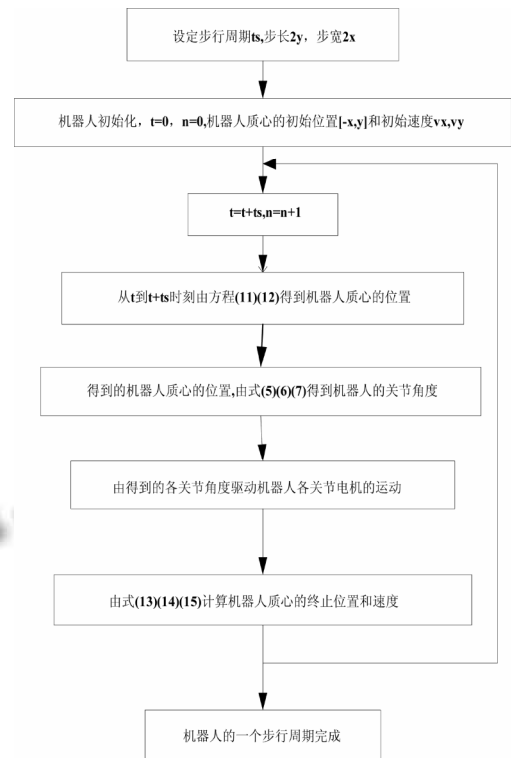 设定步行周期ts,步长2y，步宽2x
机器人初始化，t=0，n=0,机器人质心的初始位置[-x,y]和初始速度vx,vy
t=t+ts,n=n+1
从t到t+ts时刻由方程(11)(12)得到机器人质心的位置
得到的机器人质心的位置,由式(5)(6)(7)得到机器人的关节角度
由得到的各关节角度驱动机器人各关节电机的运动
由式(13)(14)(15)计算机器人质心的终止位置和速度
机器人的一个步行周期完成